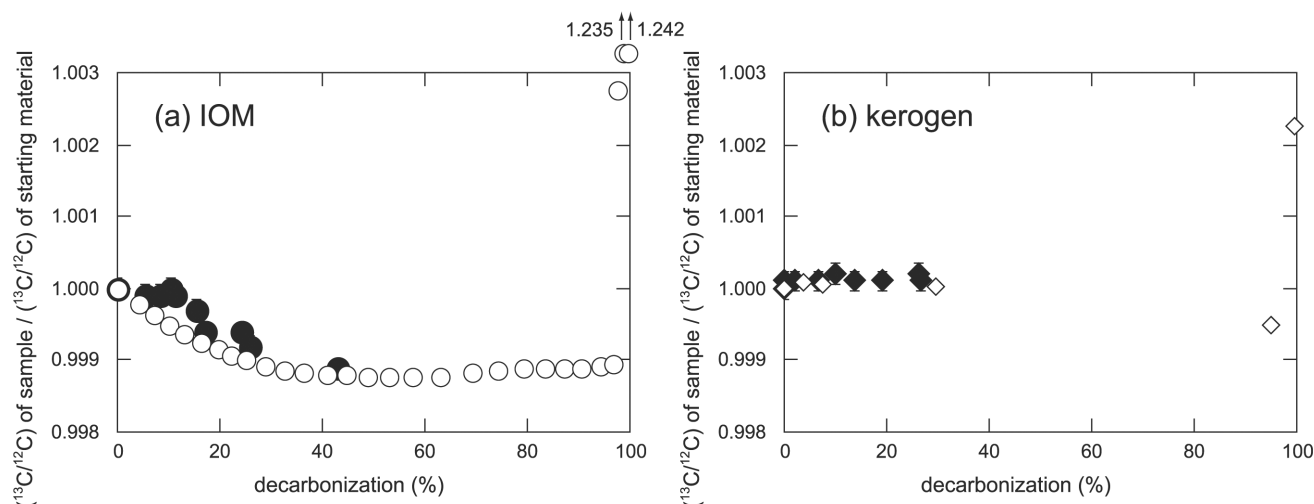 1.235 1.242
(¹³C/¹²C) of sample / (¹³C/¹²C) of starting material
1.003
1.002
1.001
1.000
0.999
0.998
(a) IOM
0 20 40 60 80 100
decarbonization (%)
(¹³C/¹²C) of sample / (¹³C/¹²C) of starting material
1.003
1.002
1.001
1.000
0.999
0.998
(b) kerogen
0 20 40 60 80 100
decarbonization (%)